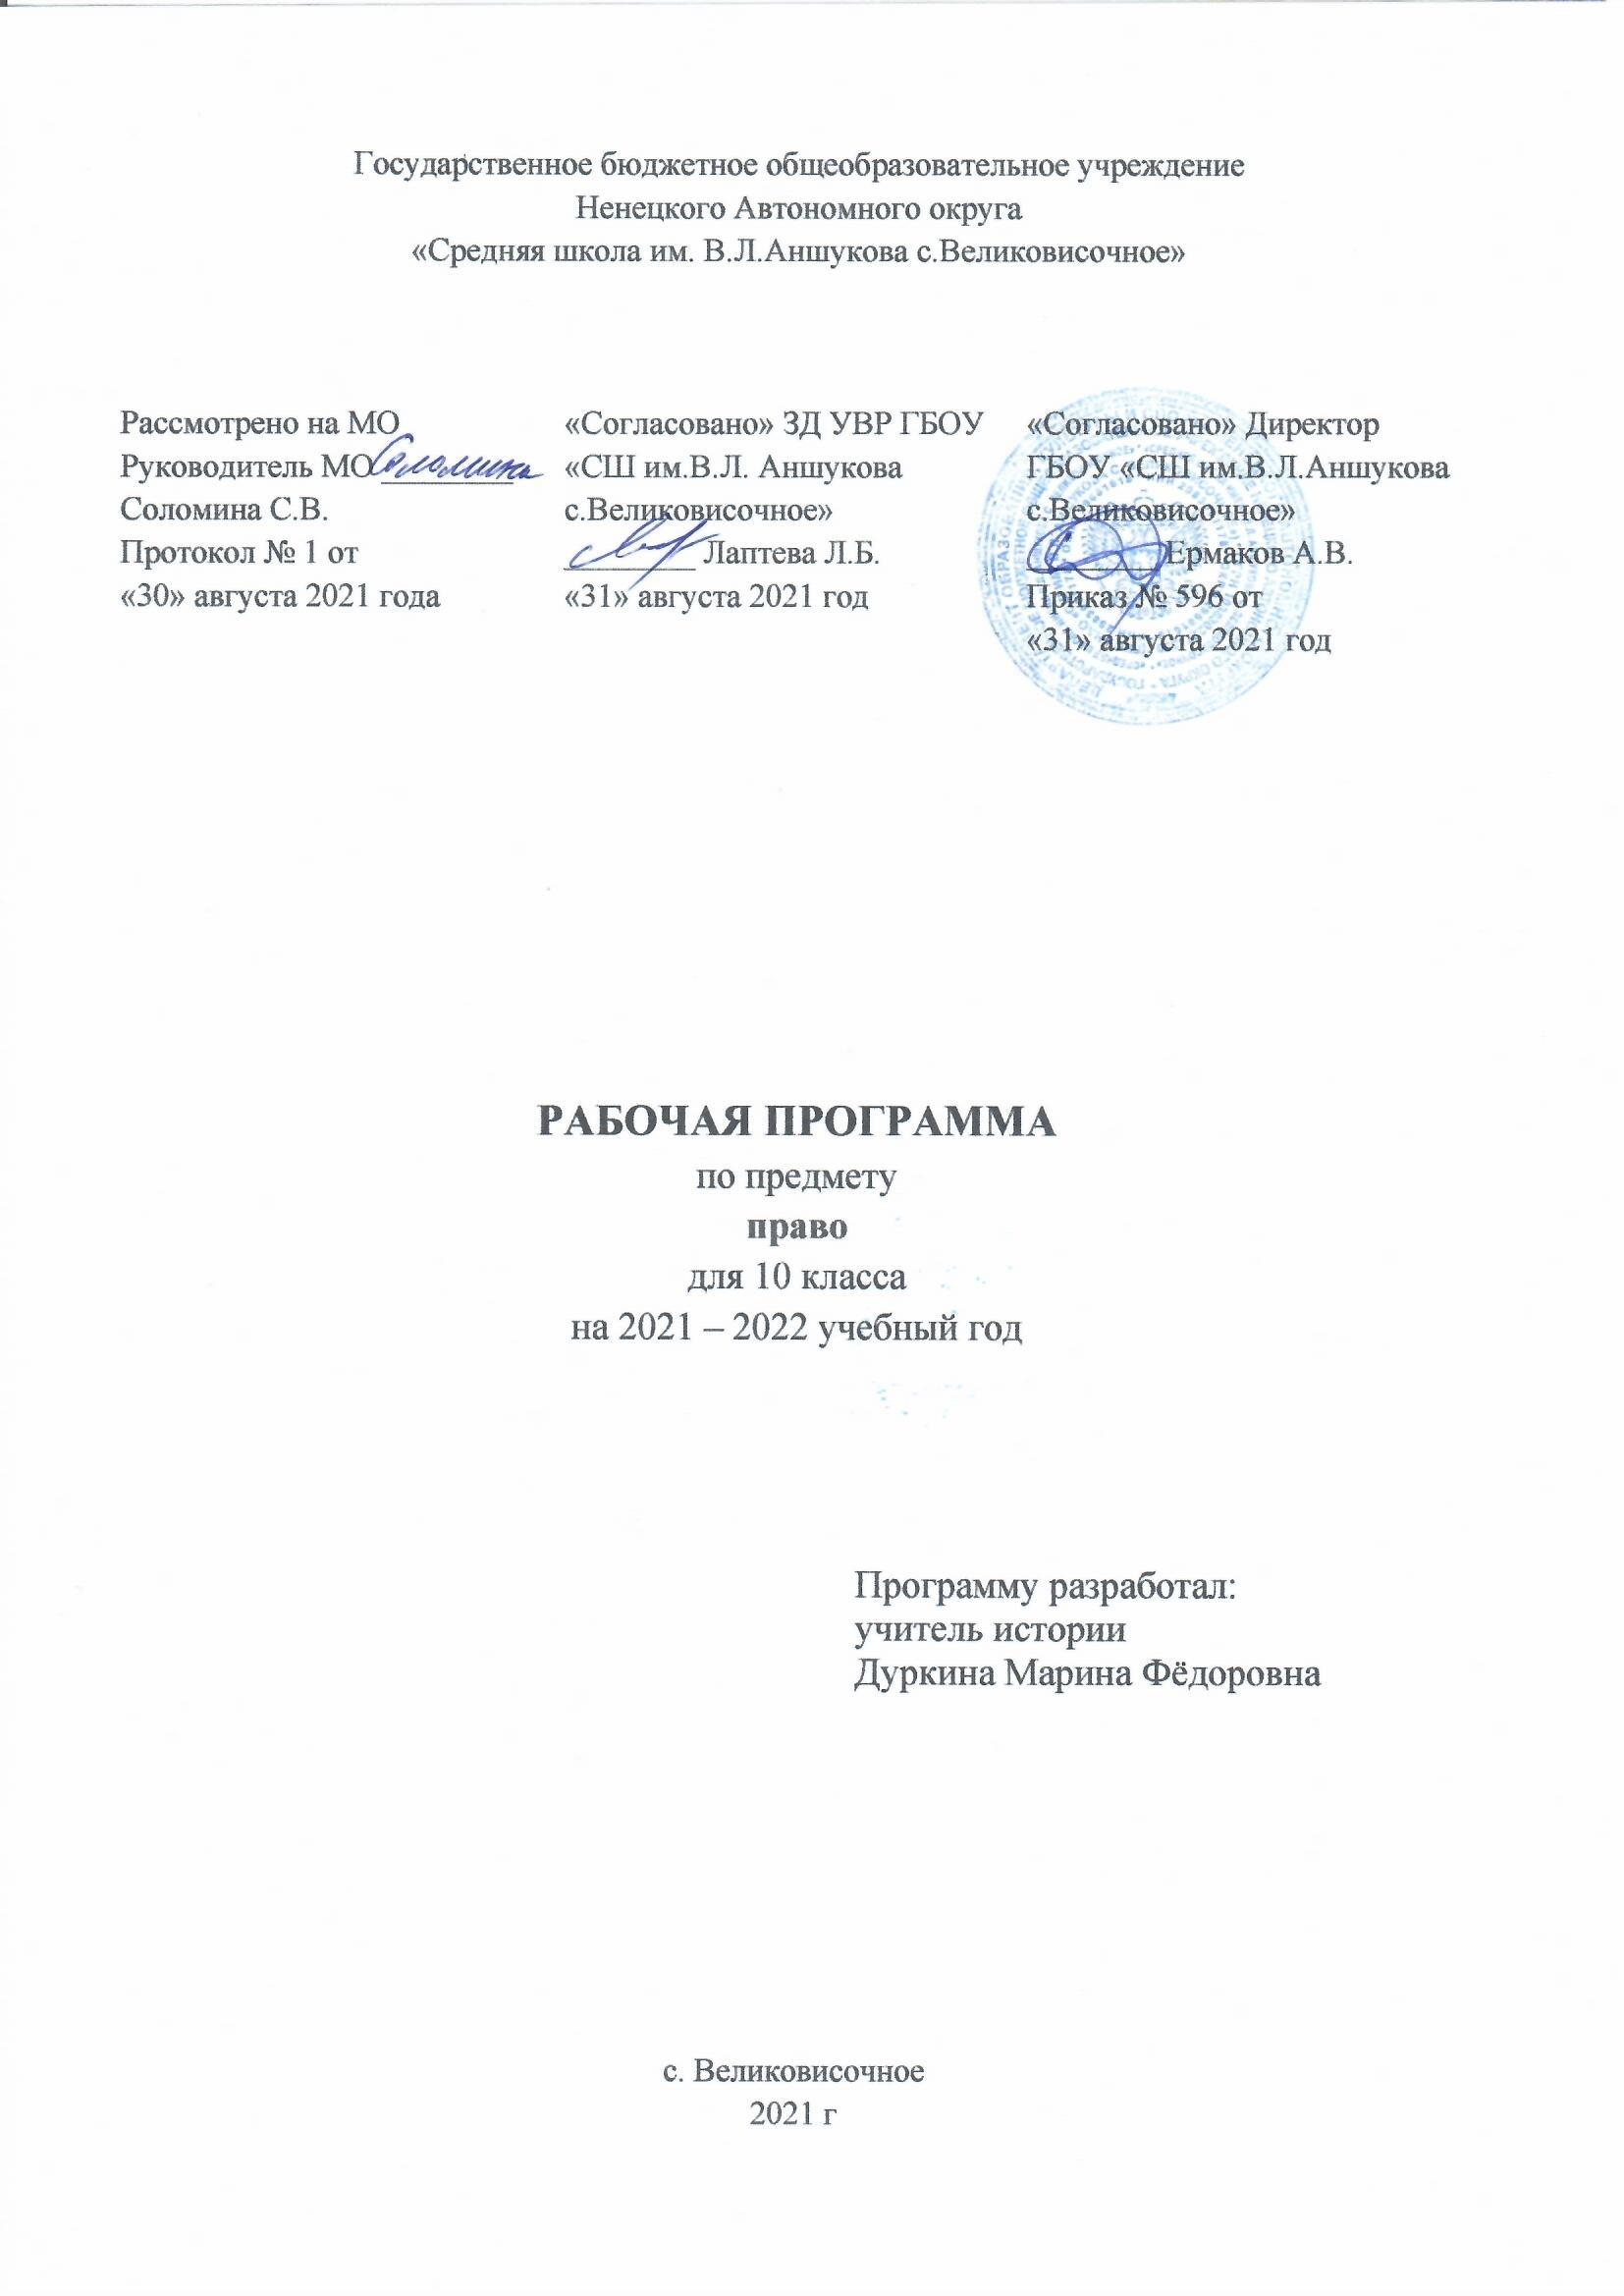 Государственное бюджетное общеобразовательное учреждение
Ненецкого Автономного округа
«Средняя школа им. В.Л.Аншукова с.Великовисочное»
Рассмотрено на МО
Руководитель МО Соломина
Соломина С.В.
Протокол № 1 от
«30» августа 2021 года
«Согласовано» ЗД УВР ГБОУ
«СШ им.В.Л. Аншукова
с.Великовисочное»
________ Лаптева Л.Б.
«31» августа 2021 год
«Согласовано» Директор
ГБОУ «СШ им.В.Л.Аншукова
с.Великовисочное»
________Ермаков А.В.
Приказ № 596 от
«31» августа 2021 год
РАБОЧАЯ ПРОГРАММА
по предмету
право
для 10 класса
на 2021 – 2022 учебный год
Программу разработал:
учитель истории
Дуркина Марина Фёдоровна
с. Великовисочное
2021 г